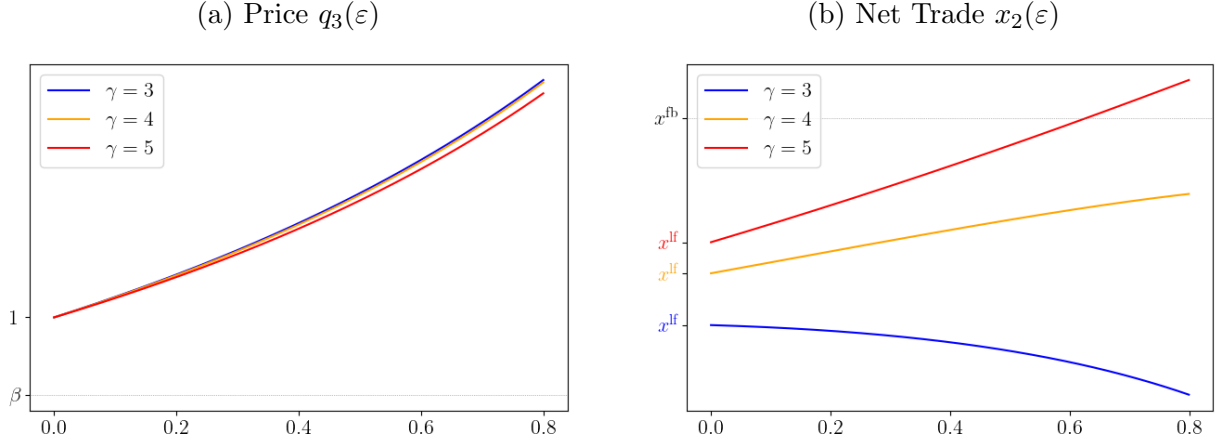 (a) Price q₃(ε)
γ = 3
γ = 4
γ = 5
1
β
0.0 0.2 0.4 0.6 0.8
(b) Net Trade x₂(ε)
γ = 3
γ = 4
γ = 5
xᶠᵇ
xˡᶠ
xˡᶠ
xˡᶠ
0.0 0.2 0.4 0.6 0.8